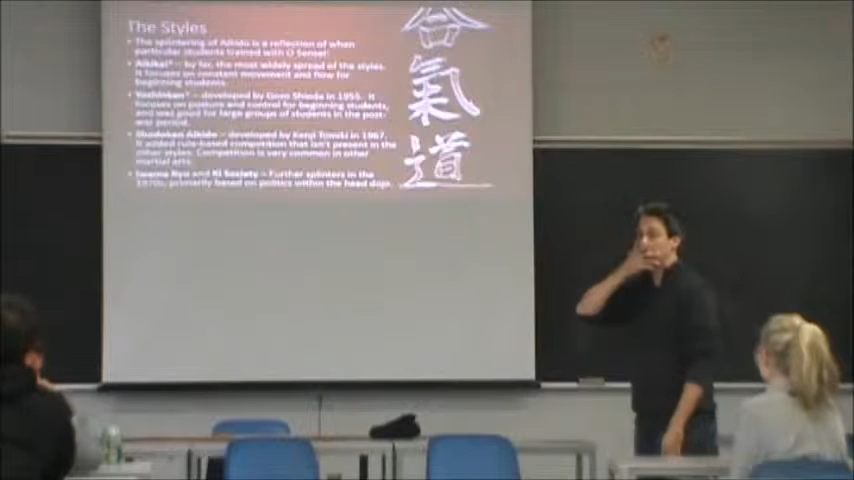 The Styles
• The splintering of Aikido is a reflection of when
particular students trained with O Sensei!
• Aikikai* – by far, the most widely spread of the styles.
It focuses on constant movement and flow for
beginning students.
• Yoshinkan* – developed by Gozo Shioda in 1955. It
focuses on posture and control for beginning students,
and was good for large groups of students in the post-
war period.
• Shodokan Aikido – developed by Kenji Tomiki in 1967.
It added rule-based competition that isn't present in the
other styles. Competition is very common in other
martial arts.
• Iwama Ryu and Ki Society – Further splinters in the
1970s, primarily based on politics within the head dojo.
合
氣
道